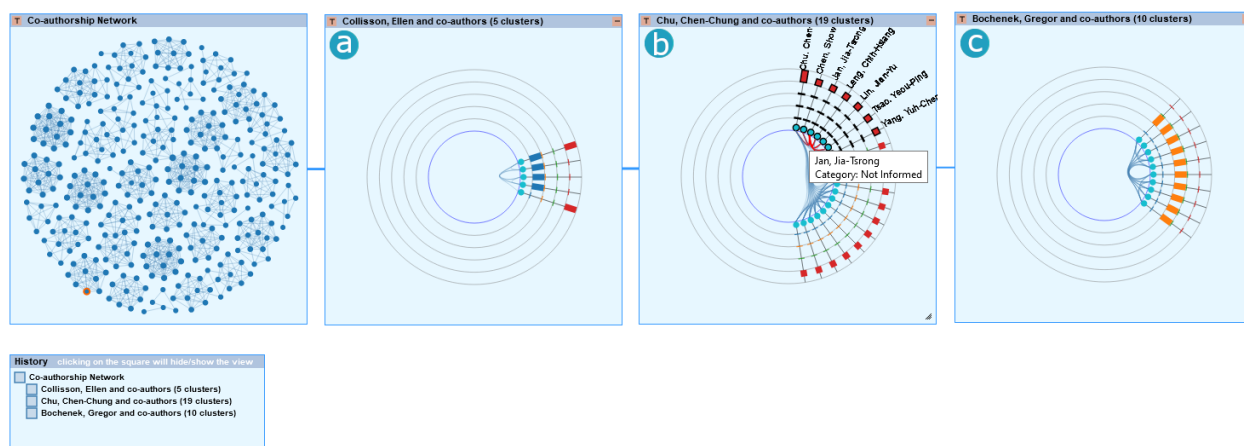 T Co-authorship Network
T Collisson, Ellen and co-authors (5 clusters) −
a
T Chu, Chen-Chung and co-authors (19 clusters) −
b
Chu, Chen
Chen, Show
Jan, Jia-Tsrong
Leng, Chih-Hsiang
Lin, Jien-Yu
Tsao, Yeou-Ping
Yang, Yuh-Chen
Jan, Jia-Tsrong
Category: Not Informed
T Bochenek, Gregor and co-authors (10 clusters)
c
History clicking on the square will hide/show the view
Co-authorship Network
Collisson, Ellen and co-authors (5 clusters)
Chu, Chen-Chung and co-authors (19 clusters)
Bochenek, Gregor and co-authors (10 clusters)